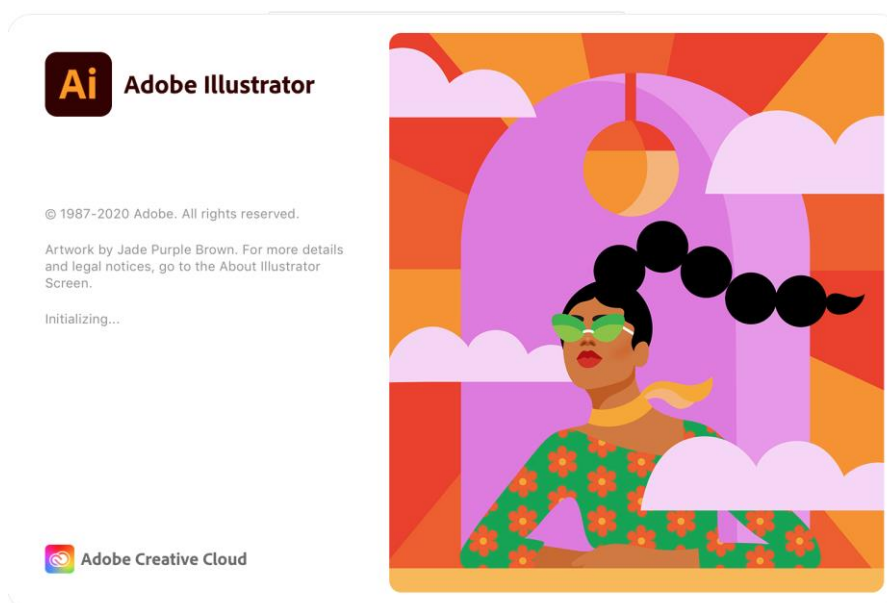 Ai Adobe Illustrator
© 1987-2020 Adobe. All rights reserved.
Artwork by Jade Purple Brown. For more details
and legal notices, go to the About Illustrator
Screen.
Initializing...
Adobe Creative Cloud